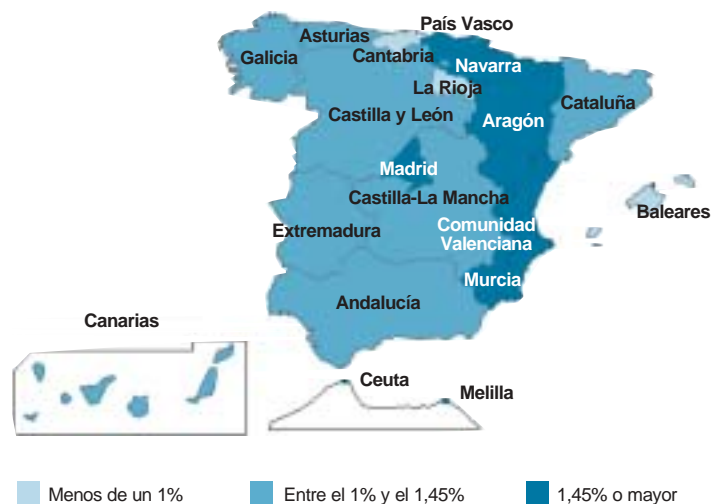 País Vasco
Asturias
Cantabria
Galicia
Navarra
La Rioja
Cataluña
Castilla y León
Aragón
Madrid
Castilla-La Mancha
Baleares
Extremadura
Comunidad
Valenciana
Murcia
Andalucía
Canarias
Ceuta
Melilla
Menos de un 1%
Entre el 1% y el 1,45%
1,45% o mayor